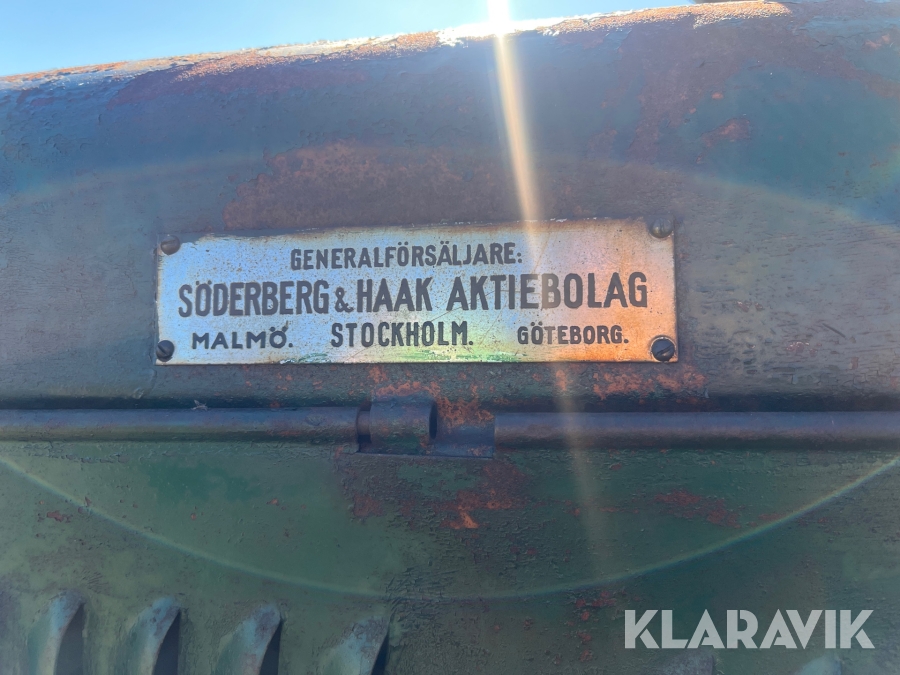 GENERALFÖRSÄLJARE:
SÖDERBERG & HAAK AKTIEBOLAG
MALMÖ. STOCKHOLM. GÖTEBORG.
KLARAVIK